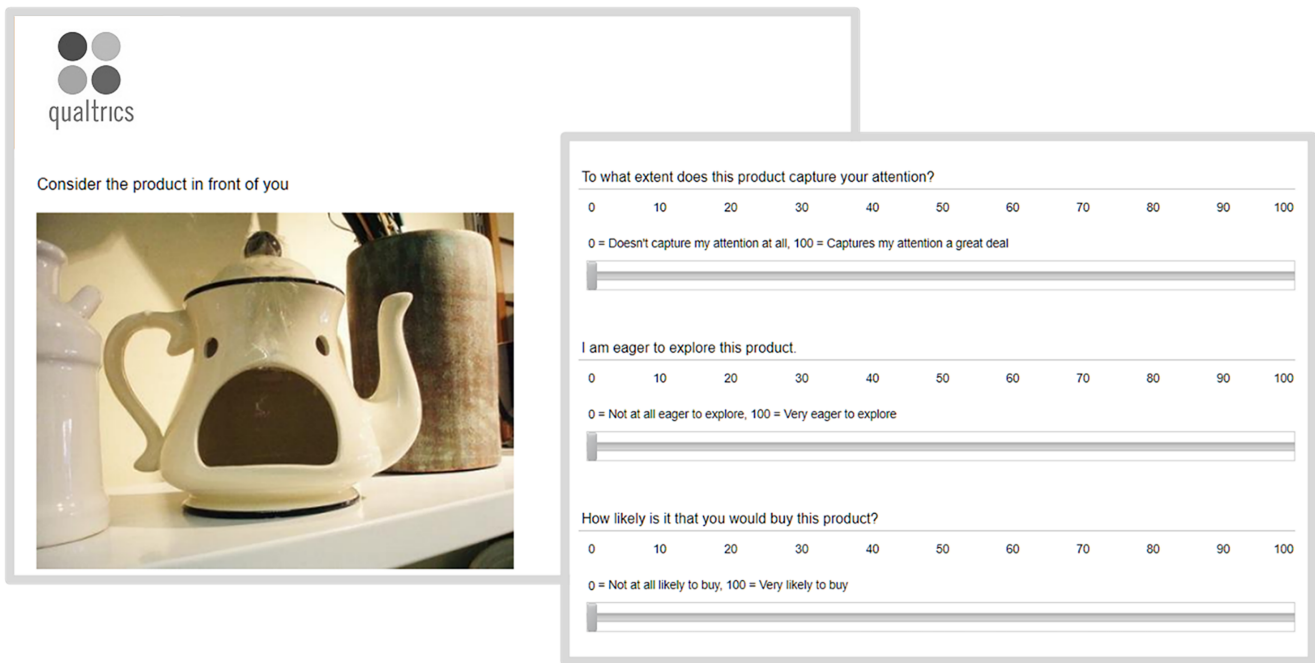 qualtrics
Consider the product in front of you
To what extent does this product capture your attention?
0 10 20 30 40 50 60 70 80 90 100
0 = Doesn't capture my attention at all, 100 = Captures my attention a great deal
I am eager to explore this product.
0 10 20 30 40 50 60 70 80 90 100
0 = Not at all eager to explore, 100 = Very eager to explore
How likely is it that you would buy this product?
0 10 20 30 40 50 60 70 80 90 100
0 = Not at all likely to buy, 100 = Very likely to buy